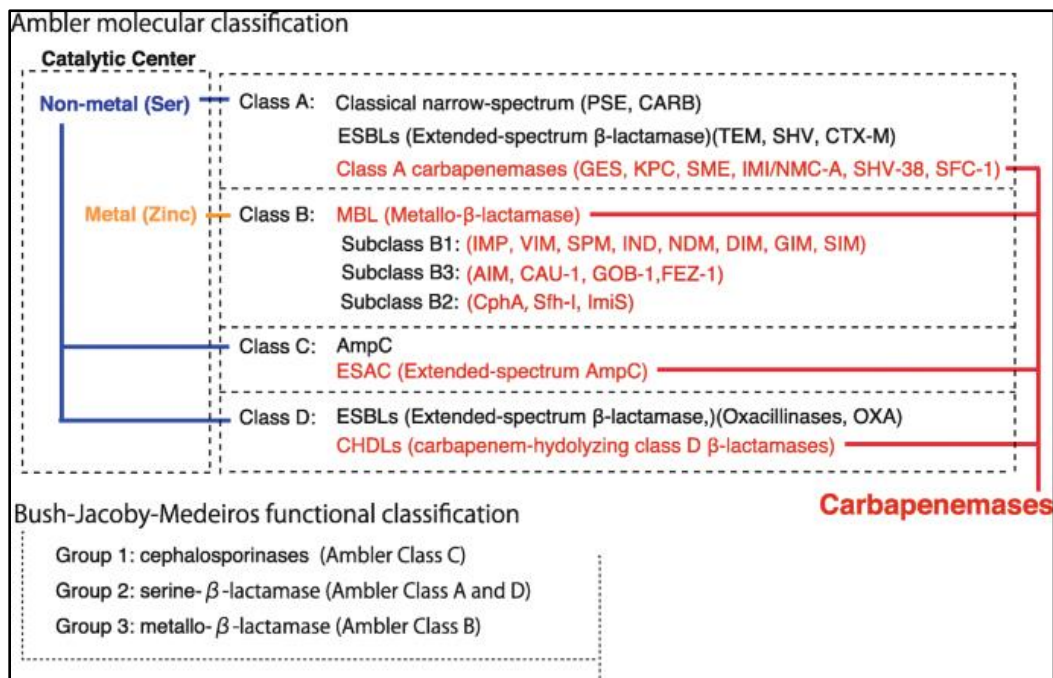 Ambler molecular classification
Catalytic Center
Non-metal (Ser)
Class A: Classical narrow-spectrum (PSE, CARB)
ESBLs (Extended-spectrum β-lactamase)(TEM, SHV, CTX-M)
Class A carbapenemases (GES, KPC, SME, IMI/NMC-A, SHV-38, SFC-1)
Metal (Zinc)
Class B: MBL (Metallo-β-lactamase)
Subclass B1: (IMP, VIM, SPM, IND, NDM, DIM, GIM, SIM)
Subclass B3: (AIM, CAU-1, GOB-1,FEZ-1)
Subclass B2: (CphA, Sfh-I, ImiS)
Class C: AmpC
ESAC (Extended-spectrum AmpC)
Class D: ESBLs (Extended-spectrum β-lactamase,)(Oxacillinases, OXA)
CHDLs (carbapenem-hydolyzing class D β-lactamases)
Carbapenemases
Bush-Jacoby-Medeiros functional classification
Group 1: cephalosporinases (Ambler Class C)
Group 2: serine-β-lactamase (Ambler Class A and D)
Group 3: metallo-β-lactamase (Ambler Class B)